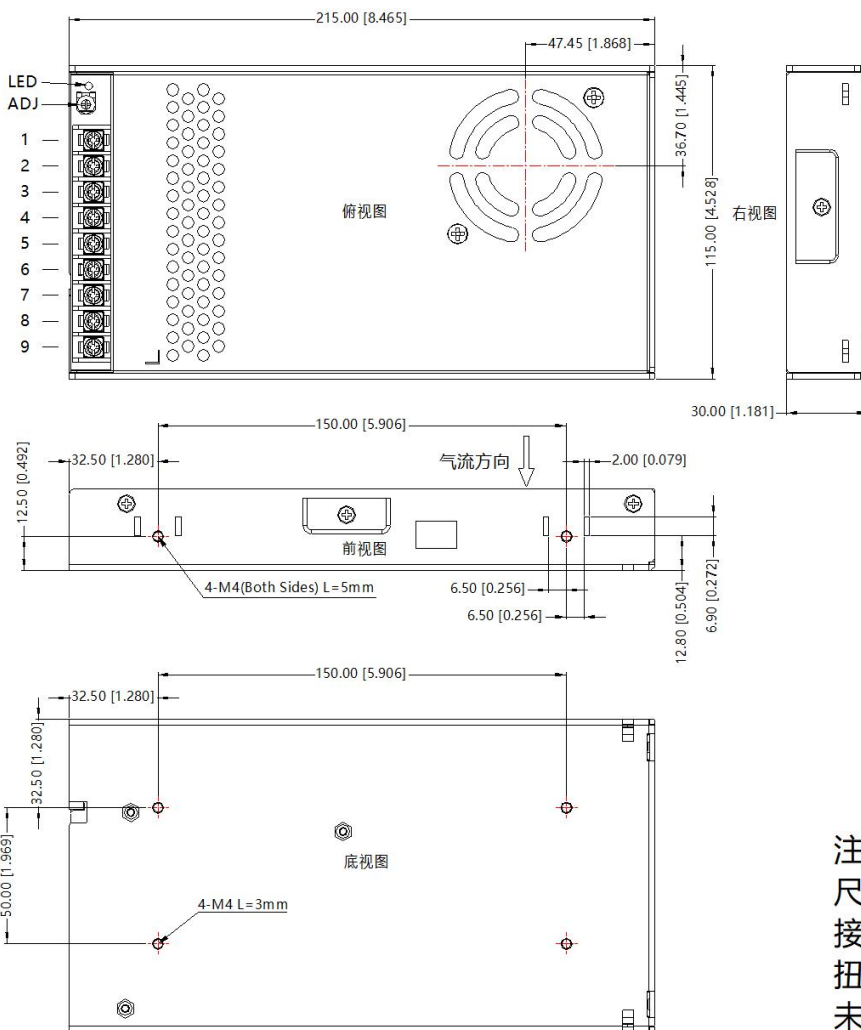 215.00 [8.465]
47.45 [1.868]
LED
ADJ
36.70 [1.445]
115.00 [4.528]
1
2
3
4
5
6
7
8
9
俯视图
右视图
30.00 [1.181]
150.00 [5.906]
32.50 [1.280]
气流方向
2.00 [0.079]
12.50 [0.492]
前视图
4-M4(Both Sides) L=5mm
6.50 [0.256]
6.50 [0.256]
12.80 [0.504]
6.90 [0.272]
150.00 [5.906]
32.50 [1.280]
32.50 [1.280]
50.00 [1.969]
底视图
4-M4 L=3mm
注
尺
接
扭
未